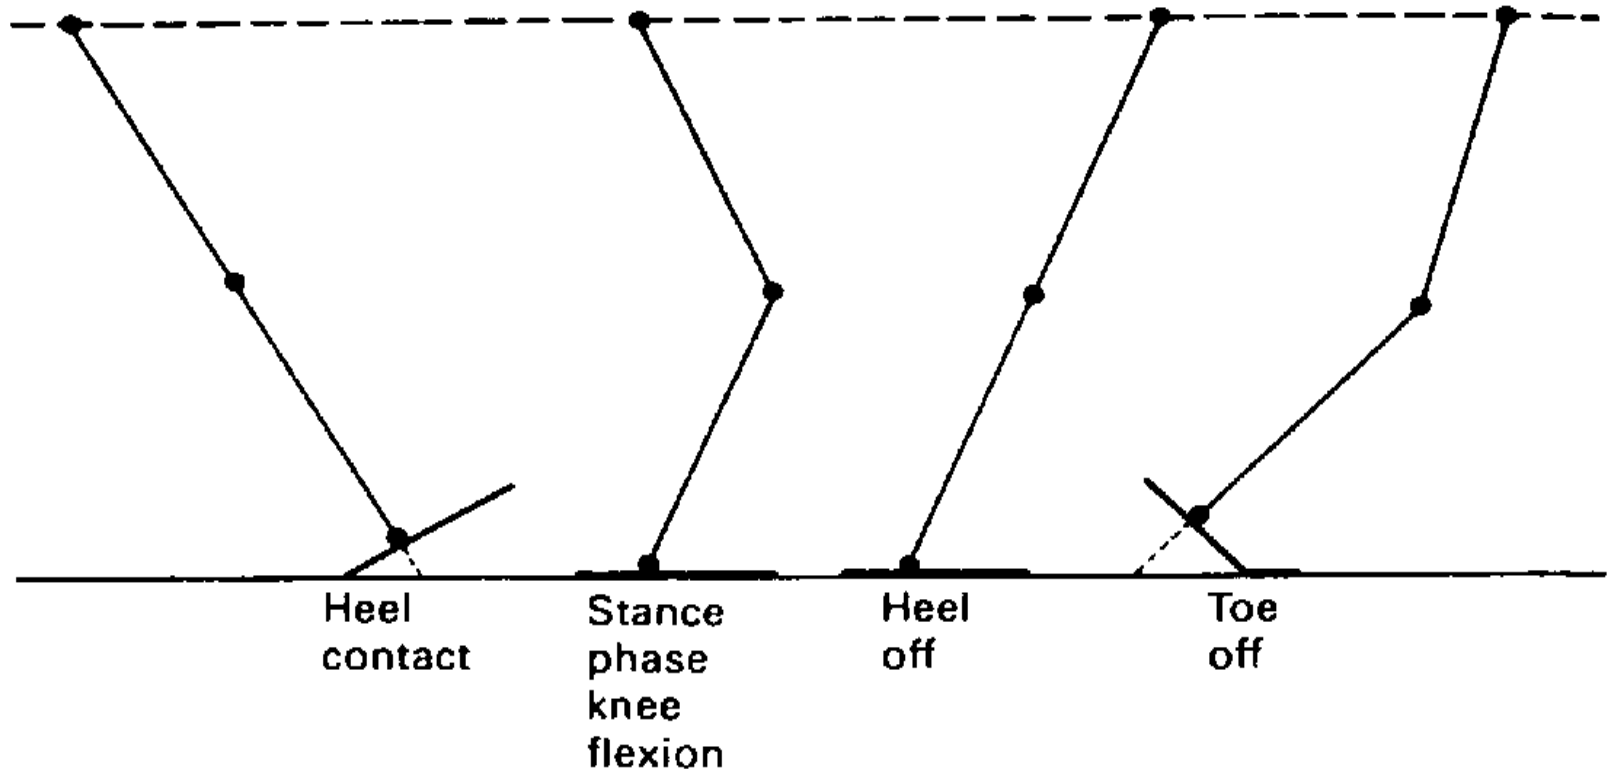 Heel
contact
Stance
phase
knee
flexion
Heel
off
Toe
off